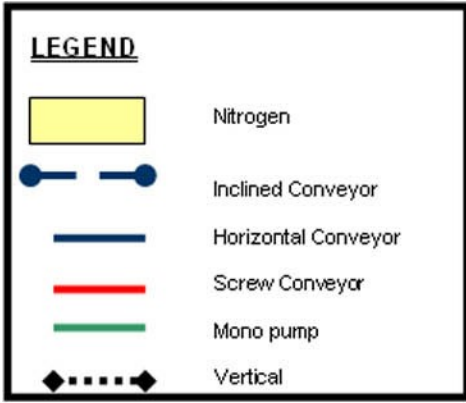 LEGEND
Nitrogen
Inclined Conveyor
Horizontal Conveyor
Screw Conveyor
Mono pump
Vertical